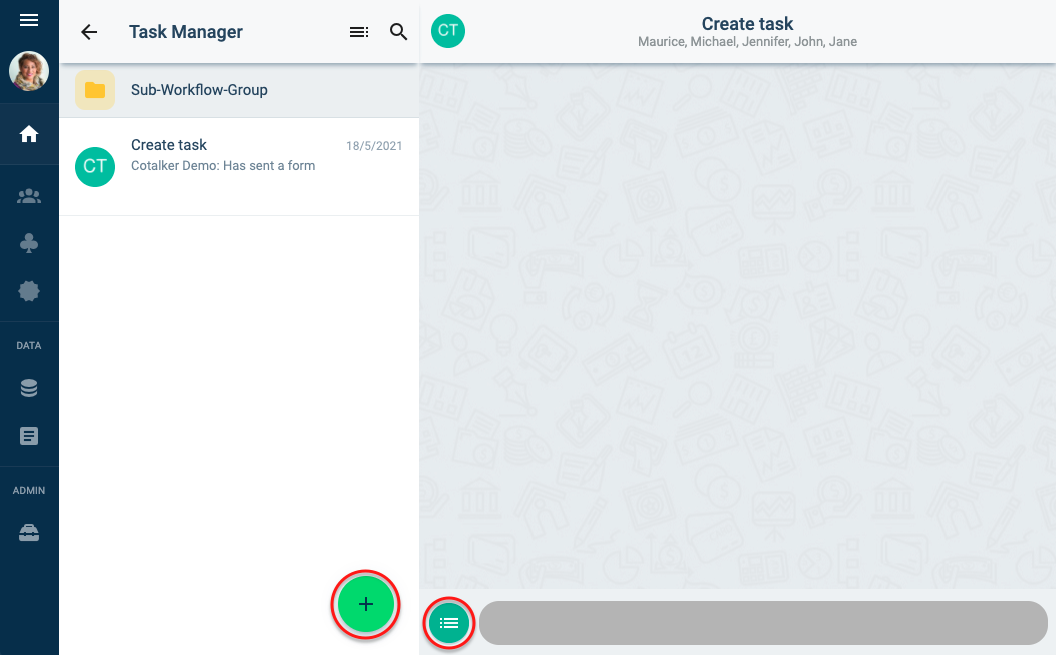 Task Manager
Sub-Workflow-Group
CT
Create task
18/5/2021
Cotalker Demo: Has sent a form
DATA
ADMIN
CT
Create task
Maurice, Michael, Jennifer, John, Jane